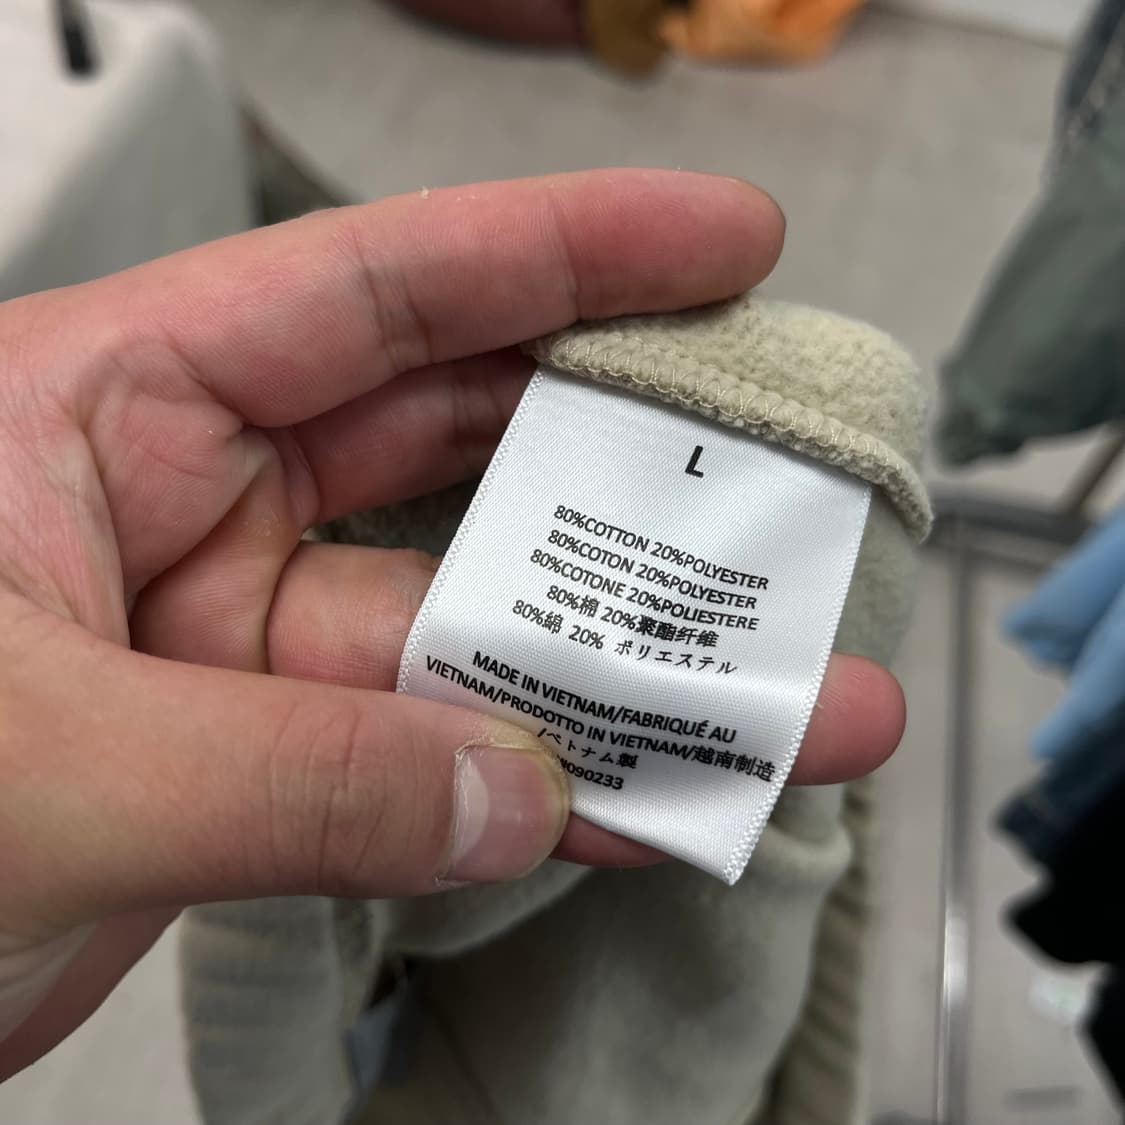 L
80%COTTON 20%POLYESTER
80%COTON 20%POLYESTER
80%COTONE 20%POLIESTERE
80%棉 20%聚酯纤维
80%綿 20% ポリエステル
MADE IN VIETNAM/FABRIQUÉ AU
VIETNAM/PRODOTTO IN VIETNAM/越南制造
/ベトナム製
090233